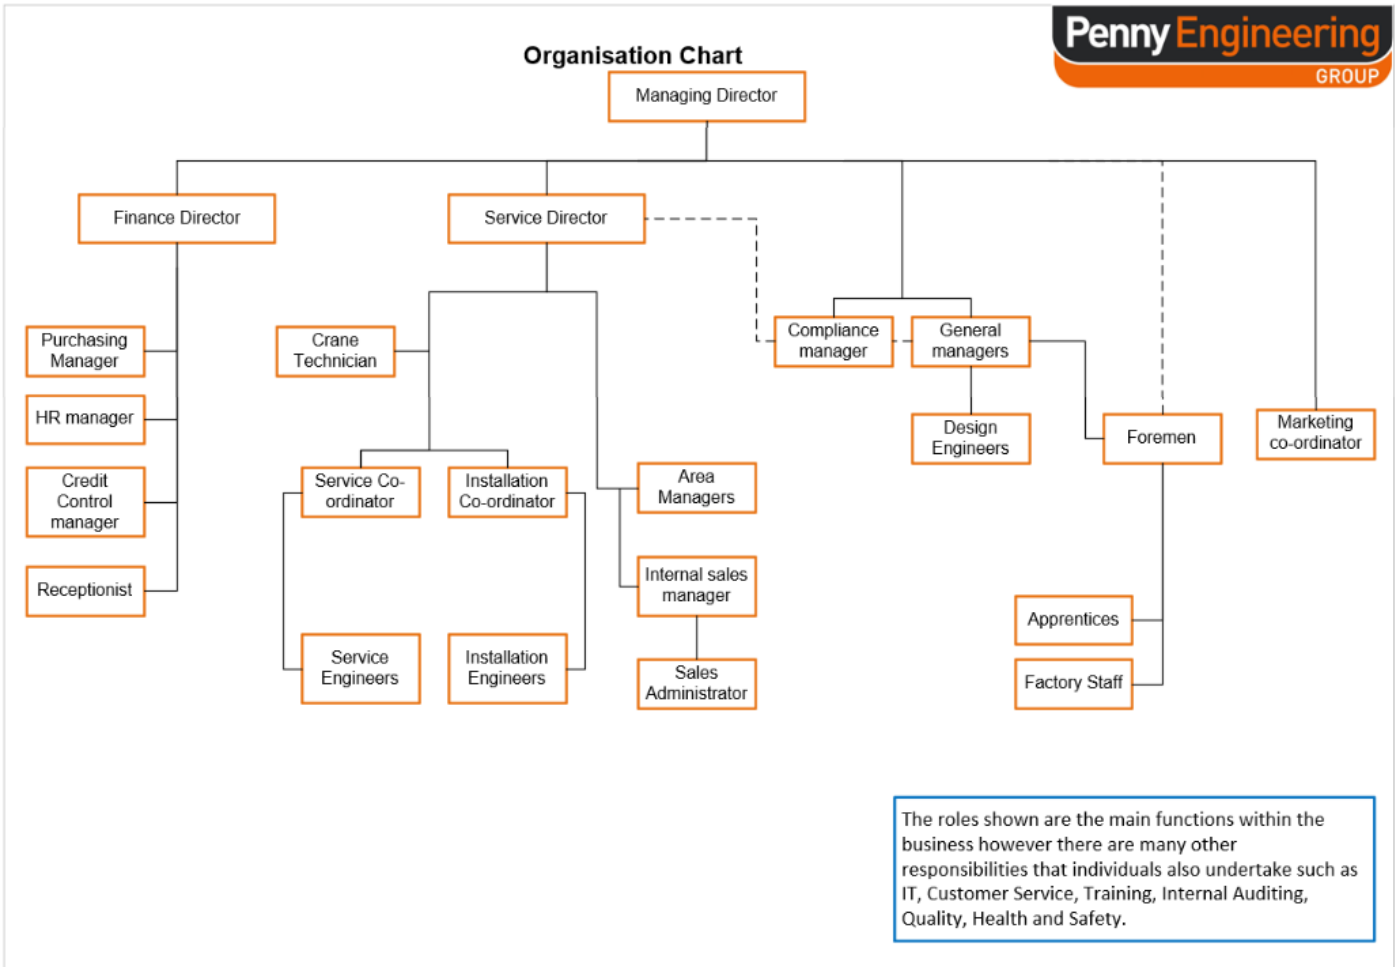 Penny Engineering
GROUP
Organisation Chart
Managing Director
Finance Director
Service Director
Purchasing
Manager
Crane
Technician
Compliance
manager
General
managers
HR manager
Design
Engineers
Foremen
Marketing
co-ordinator
Credit
Control
manager
Service Co-
ordinator
Installation
Co-ordinator
Area
Managers
Receptionist
Internal sales
manager
Apprentices
Service
Engineers
Installation
Engineers
Sales
Administrator
Factory Staff
The roles shown are the main functions within the
business however there are many other
responsibilities that individuals also undertake such as
IT, Customer Service, Training, Internal Auditing,
Quality, Health and Safety.